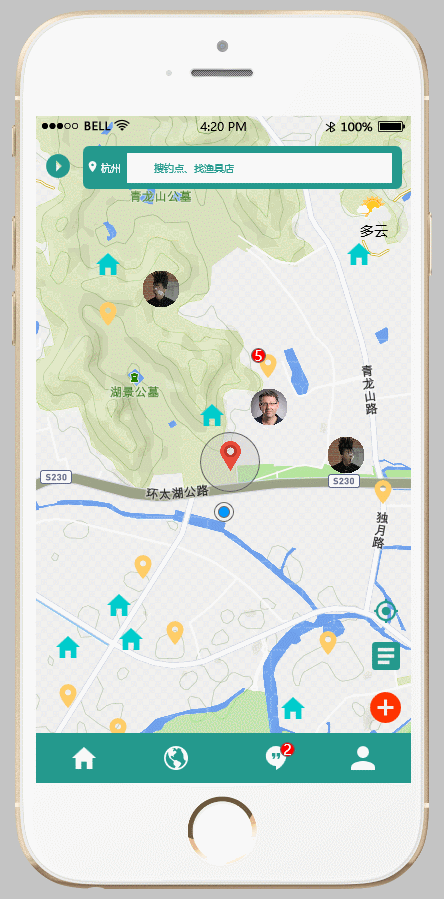 BELL 4:20 PM 100%
杭州 搜钓点、找渔具店
青龙山公墓
多云
5
湖景公墓
青龙山路
S230
S230
环太湖公路
独月路
2